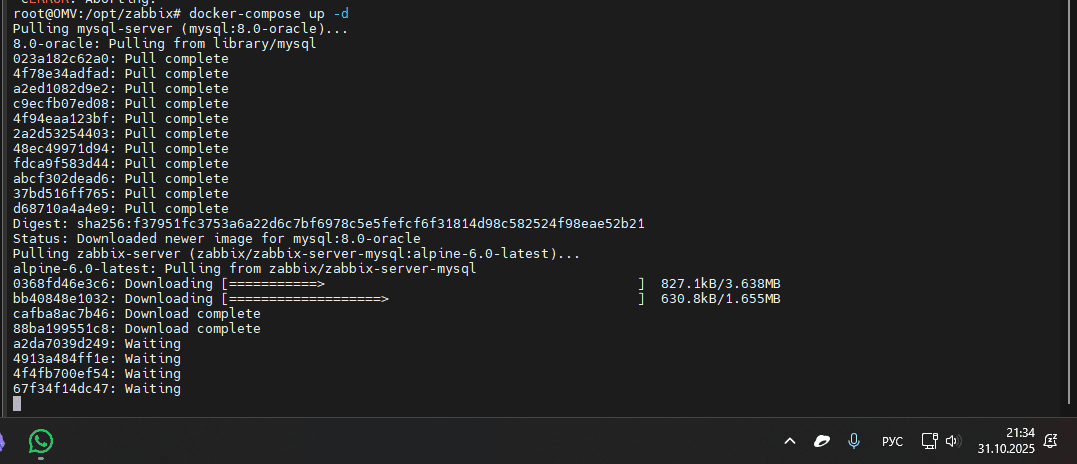 ERROR: Aborting.
root@OMV:/opt/zabbix# docker-compose up -d
Pulling mysql-server (mysql:8.0-oracle)...
8.0-oracle: Pulling from library/mysql
023a182c62a0: Pull complete
4f78e34adfad: Pull complete
a2ed1082d9e2: Pull complete
c9ecfb07ed08: Pull complete
4f94eaa123bf: Pull complete
2a2d53254403: Pull complete
48ec49971d94: Pull complete
fdca9f583d44: Pull complete
abcf302dead6: Pull complete
37bd516ff765: Pull complete
d68710a4a4e9: Pull complete
Digest: sha256:f37951fc3753a6a22d6c7bf6978c5e5fefcf6f31814d98c582524f98eae52b21
Status: Downloaded newer image for mysql:8.0-oracle
Pulling zabbix-server (zabbix/zabbix-server-mysql:alpine-6.0-latest)...
alpine-6.0-latest: Pulling from zabbix/zabbix-server-mysql
0368fd46e3c6: Downloading [===========>                                       ]  827.1kB/3.638MB
bb40848e1032: Downloading [===================>                               ]  630.8kB/1.655MB
cafba8ac7b46: Download complete
88ba199551c8: Download complete
a2da7039d249: Waiting
4913a484ff1e: Waiting
4f4fb700ef54: Waiting
67f34f14dc47: Waiting
РУС
21:34
31.10.2025